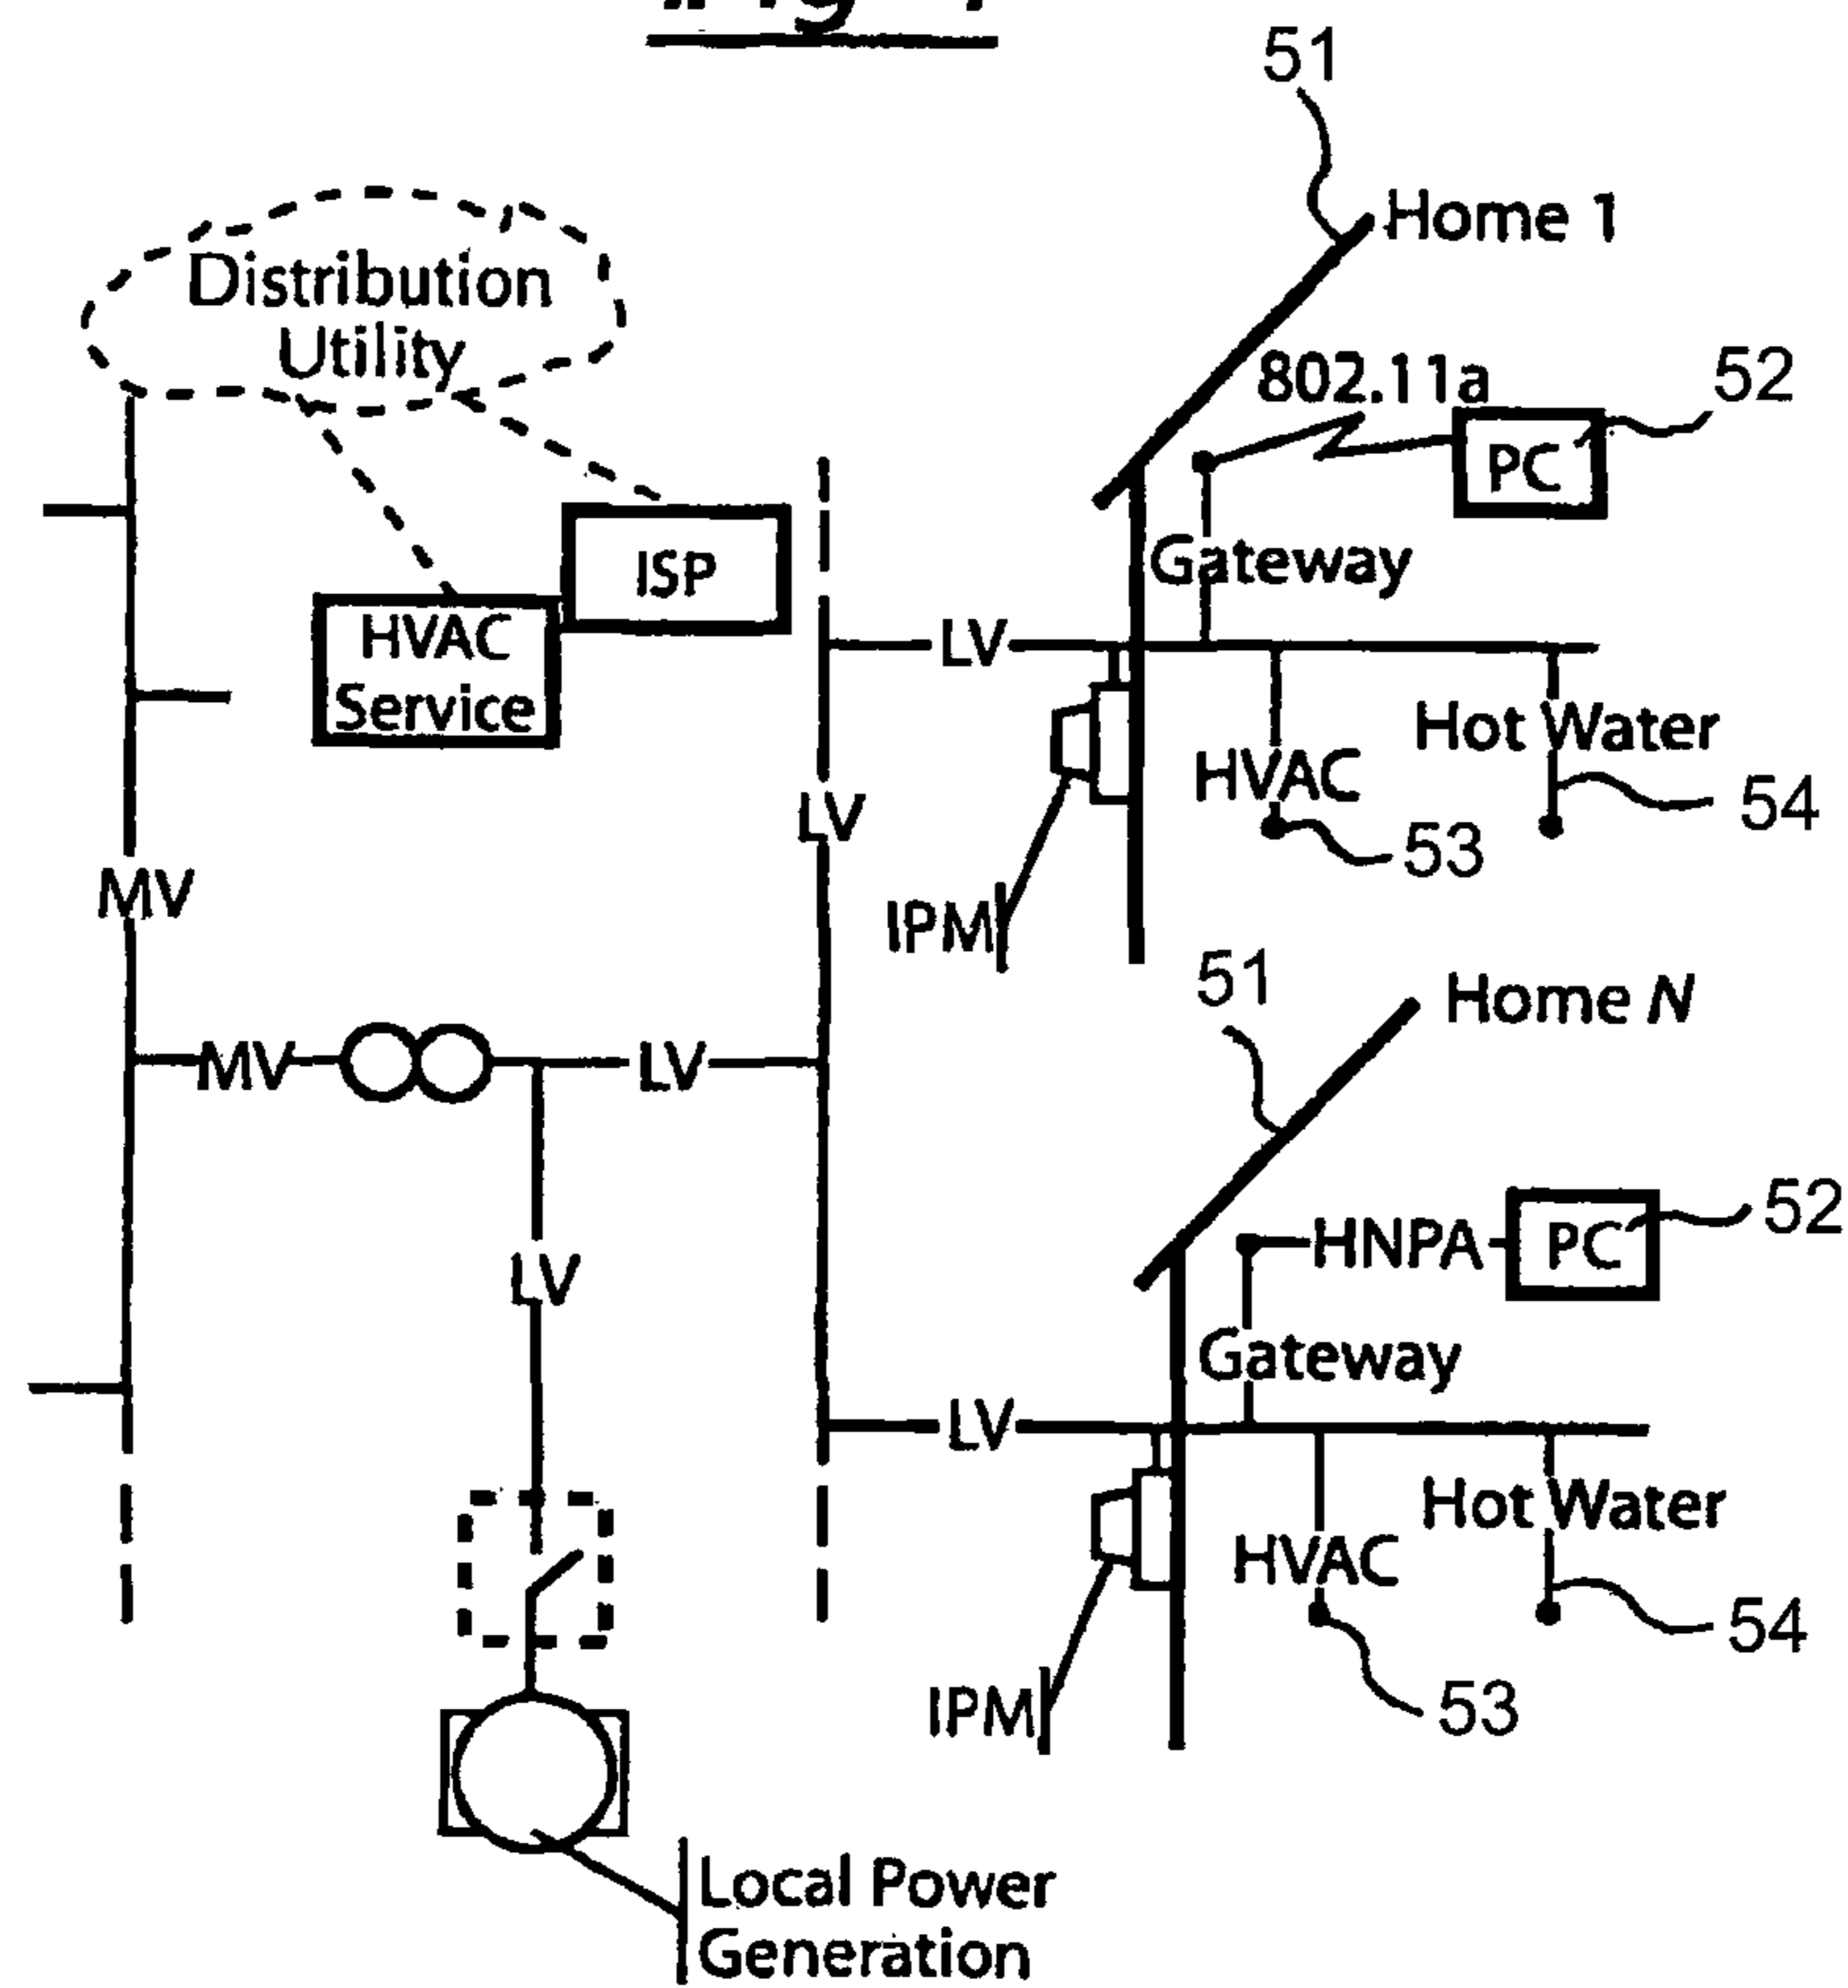 51
Home 1
Distribution
Utility
802.11a
52
PC
ISP
Gateway
HVAC
Service
LV
Hot Water
HVAC
54
LV
53
MV
IPM
51
Home N
MV
LV
52
HNPA
PC
LV
Gateway
LV
Hot Water
HVAC
54
IPM
53
Local Power
Generation